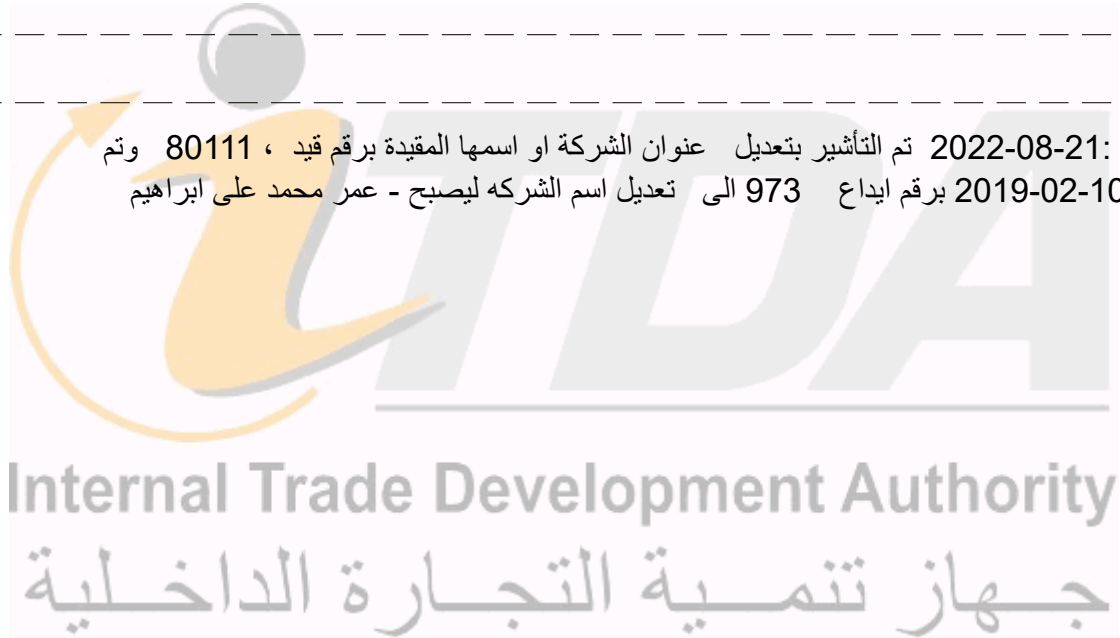 2022-08-21: تم التأشير بتعديل عنوان الشركة او اسمها المقيدة برقم قيد ، 80111 وتم
2019-02-10 برقم ايداع 973 الى تعديل اسم الشركه ليصبح - عمر محمد على ابراهيم
iTDA
Internal Trade Development Authority
جهاز تنمية التجارة الداخلية